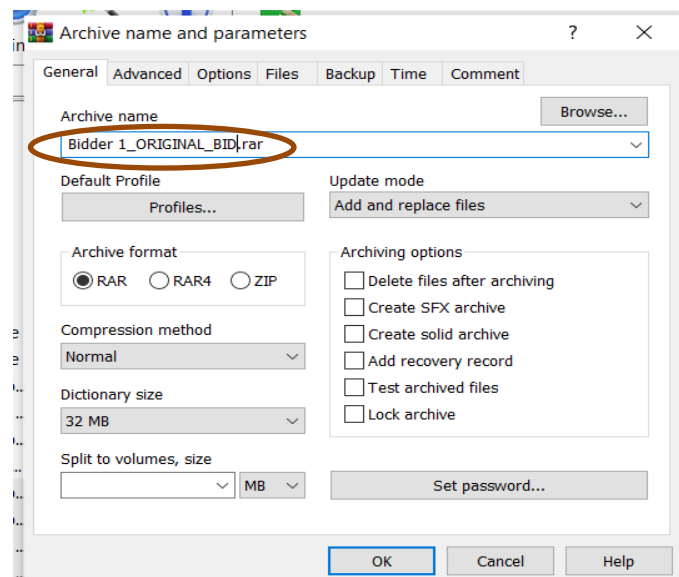 in
Archive name and parameters ? ×
General Advanced Options Files Backup Time Comment
Archive name Browse...
Bidder 1_ORIGINAL_BID.rar
Default Profile Update mode
Profiles... Add and replace files
Archive format Archiving options
RAR RAR4 ZIP Delete files after archiving
Create SFX archive
Compression method Create solid archive
Normal Add recovery record
Dictionary size Test archived files
32 MB Lock archive
Split to volumes, size
MB Set password...
OK Cancel Help